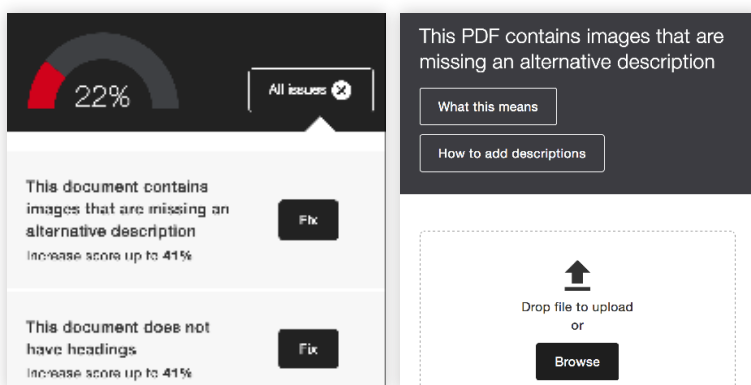 22%
All issues
This document contains
images that are missing an
alternative description
Increase score up to 41%
Fix
This document does not
have headings
Increase score up to 41%
Fix
This PDF contains images that are
missing an alternative description
What this means
How to add descriptions
Drop file to upload
or
Browse